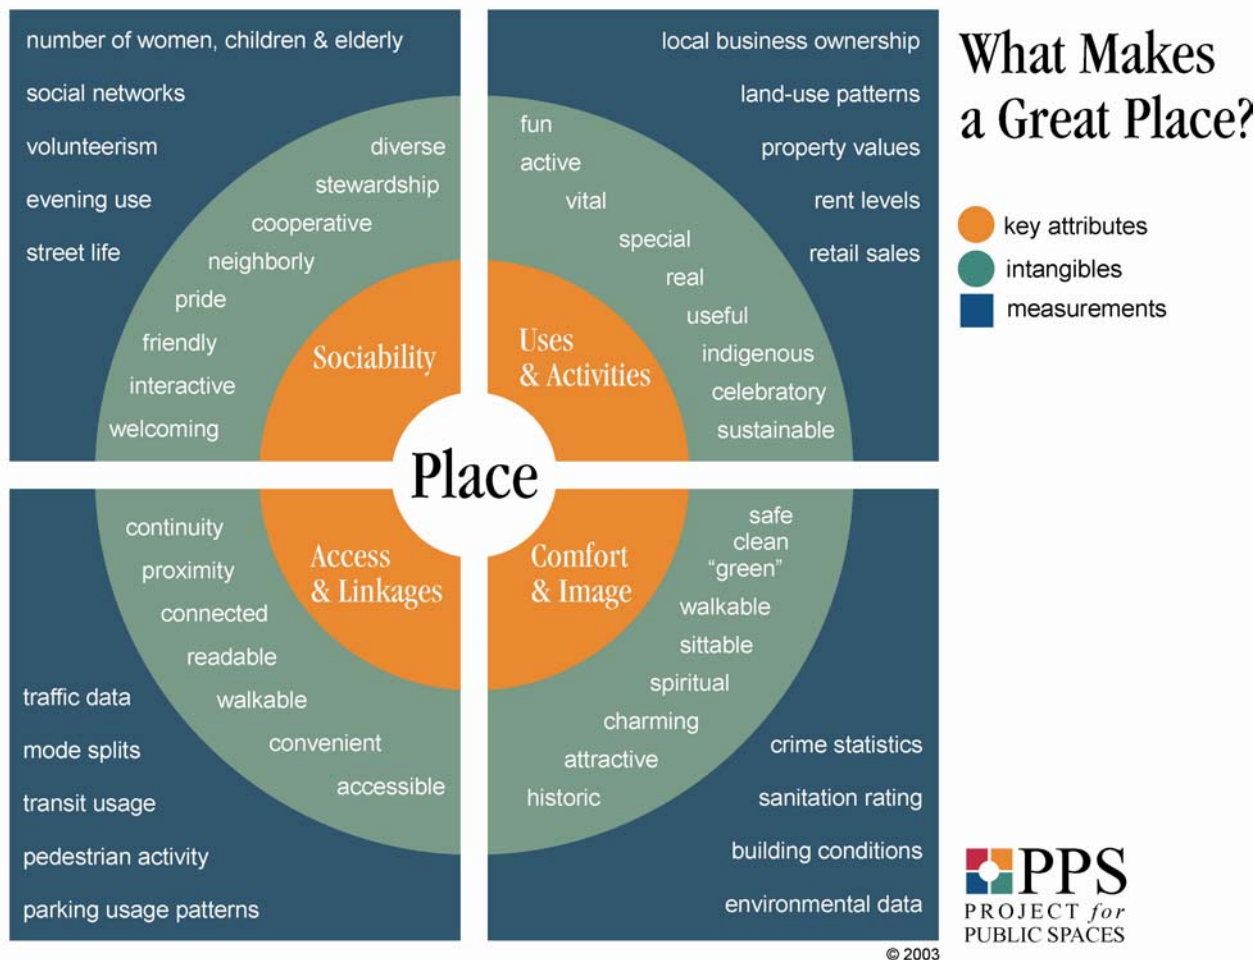 What Makes
a Great Place?
key attributes
intangibles
measurements
number of women, children & elderly
social networks
volunteerism
evening use
street life
diverse
stewardship
cooperative
neighborly
pride
friendly
interactive
welcoming
Sociability
local business ownership
land-use patterns
property values
rent levels
retail sales
fun
active
vital
special
real
useful
indigenous
celebratory
sustainable
Uses
& Activities
Place
continuity
proximity
connected
readable
walkable
convenient
accessible
Access
& Linkages
traffic data
mode splits
transit usage
pedestrian activity
parking usage patterns
Comfort
& Image
safe
clean
“green”
walkable
sittable
spiritual
charming
attractive
historic
crime statistics
sanitation rating
building conditions
environmental data
PPS
PROJECT for
PUBLIC SPACES
© 2003